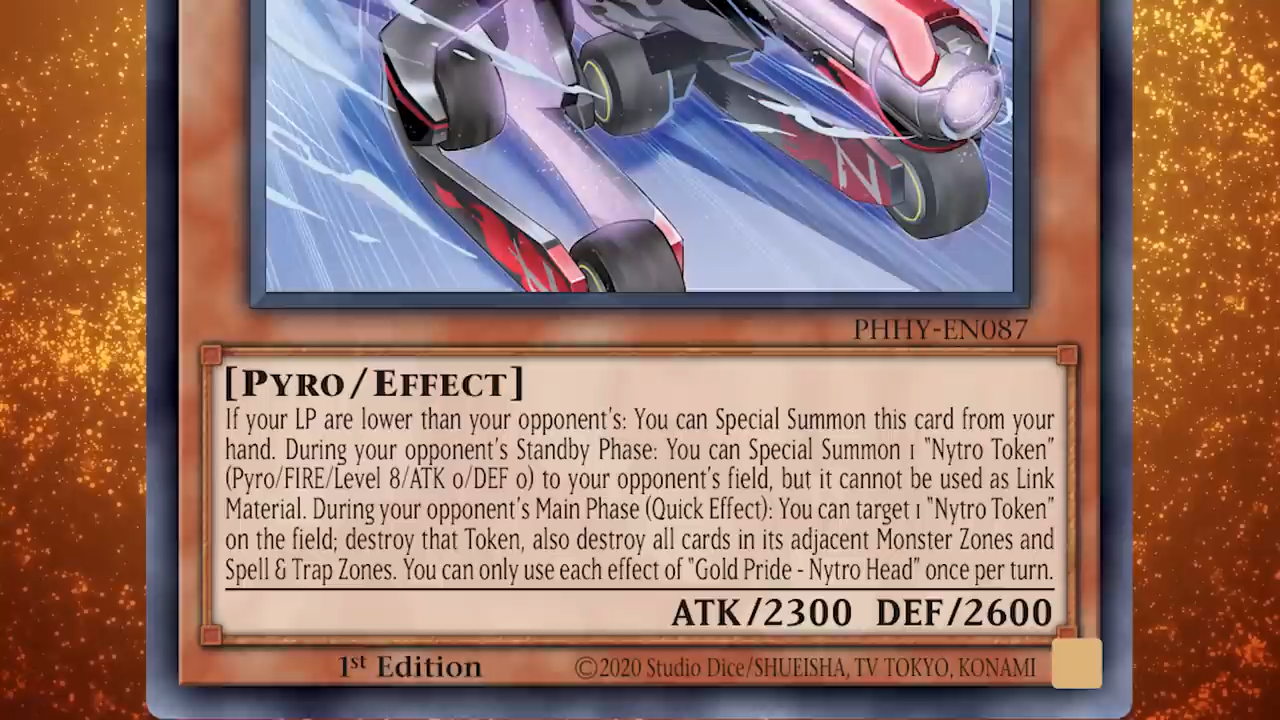 N
N
PHHY-EN087
[PYRO/EFFECT]
If your LP are lower than your opponent's: You can Special Summon this card from your
hand. During your opponent's Standby Phase: You can Special Summon 1 "Nytro Token"
(Pyro/FIRE/Level 8/ATK 0/DEF 0) to your opponent's field, but it cannot be used as Link
Material. During your opponent's Main Phase (Quick Effect): You can target 1 "Nytro Token"
on the field; destroy that Token, also destroy all cards in its adjacent Monster Zones and
Spell & Trap Zones. You can only use each effect of "Gold Pride - Nytro Head" once per turn.
ATK/2300 DEF/2600
1st Edition
©2020 Studio Dice/SHUEISHA, TV TOKYO, KONAMI